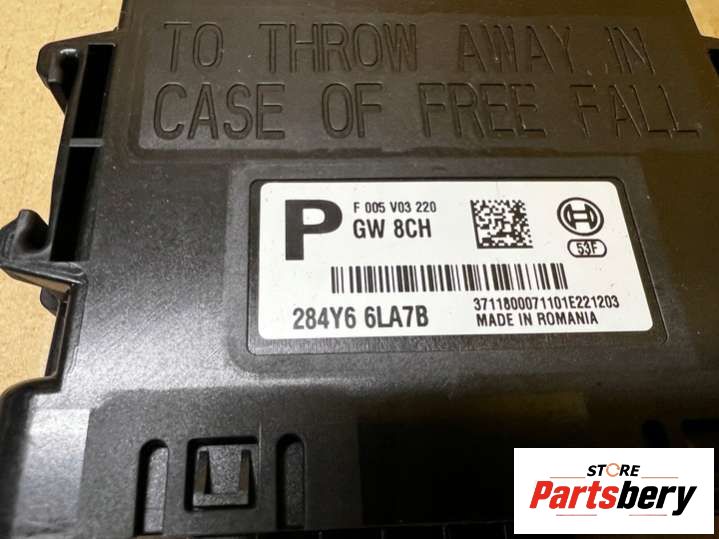 TO THROW AWAY IN
CASE OF FREE FALL
P
F 005 V03 220
GW 8CH
53F
284Y6 6LA7B
3711800071101E221203
MADE IN ROMANIA
STORE
Partsbery